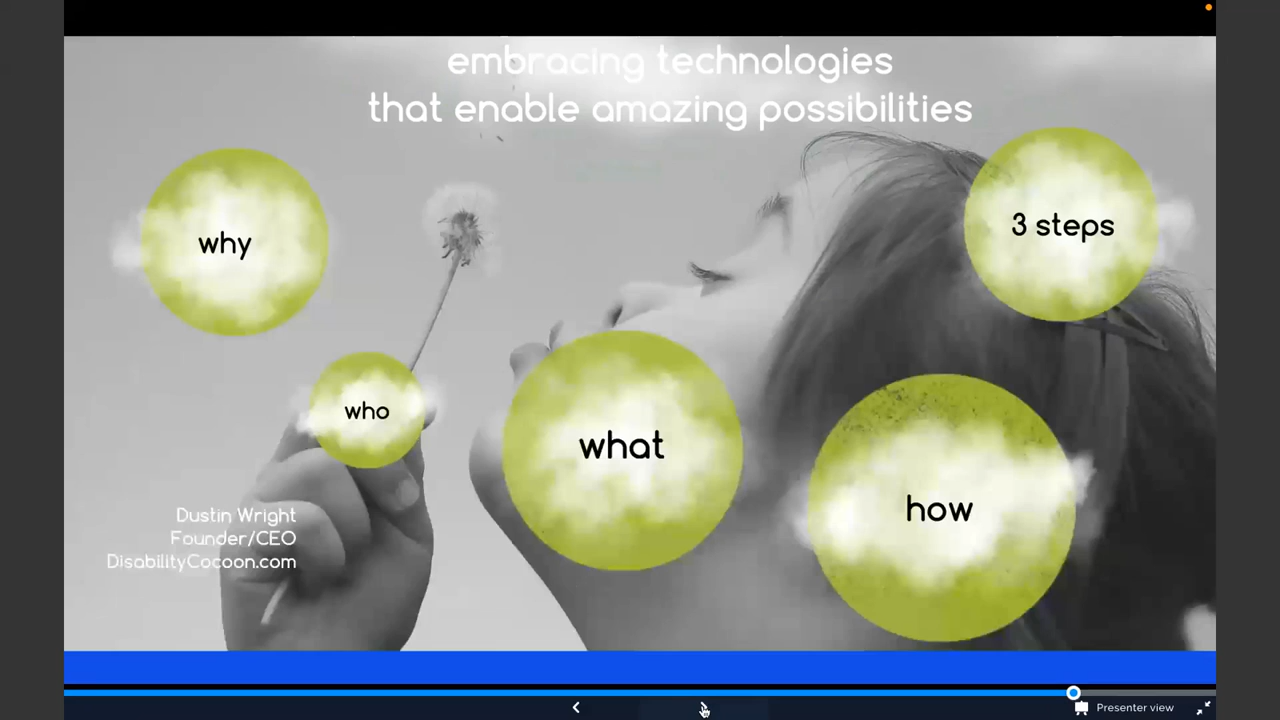 embracing technologies
that enable amazing possibilities
3 steps
why
who
what
how
Dustin Wright
Founder/CEO
DisabilityCocoon.com
Presenter view